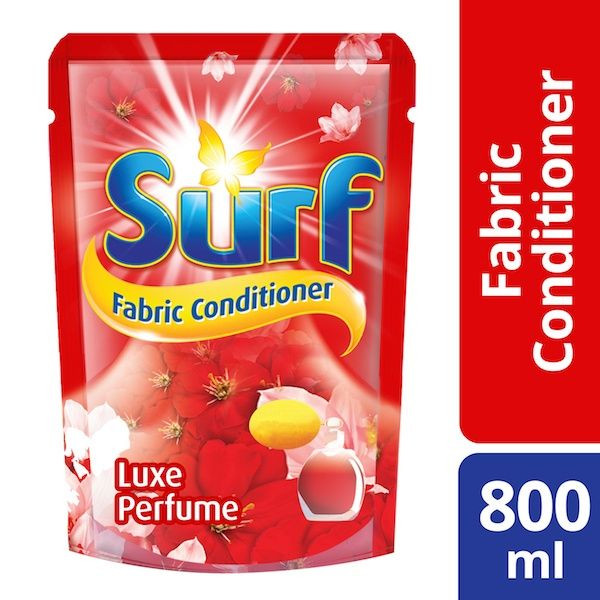 Surf
Fabric Conditioner
Luxe
Perfume
Fabric
Conditioner
800
ml